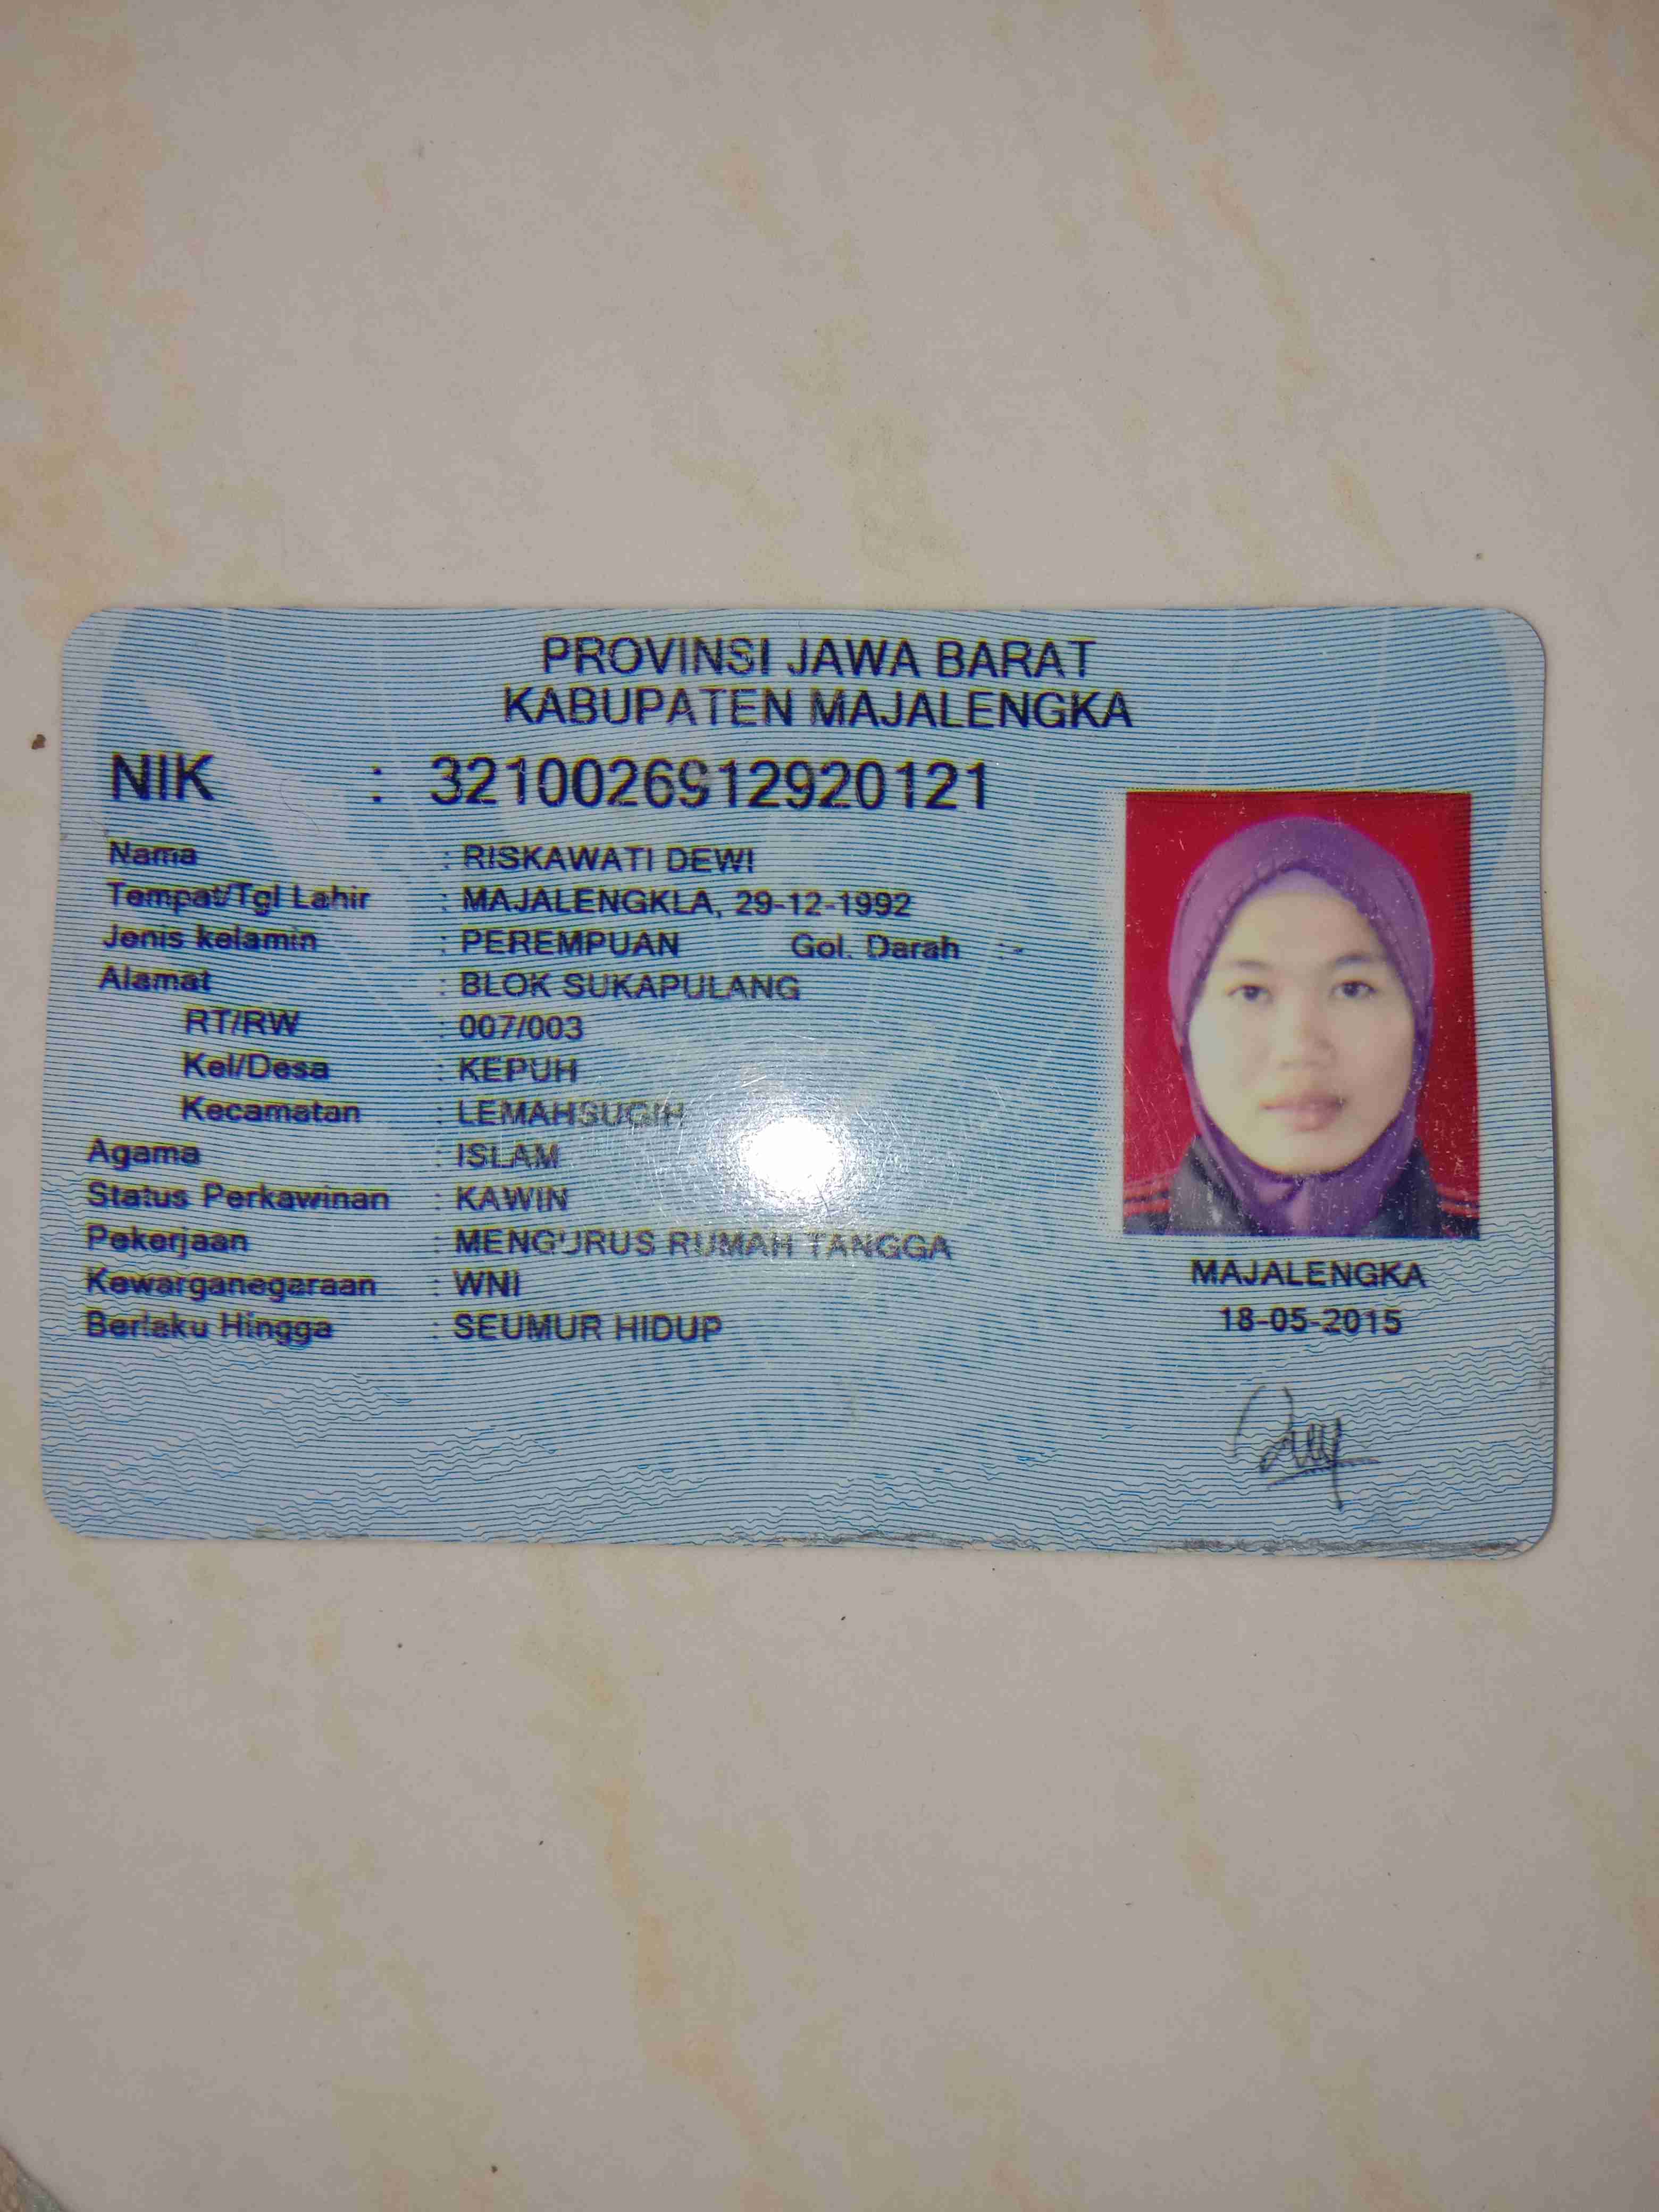 PROVINSI JAWA BARAT
KABUPATEN MAJALENGKA
NIK : 3210026912920121
Nama : RISKAWATI DEWI
Tempat/Tgl Lahir : MAJALENGKLA, 29-12-1992
Jenis kelamin : PEREMPUAN Gol. Darah : -
Alamat : BLOK SUKAPULANG
RT/RW : 007/003
Kel/Desa : KEPUH
Kecamatan : LEMAHSUGIH
Agama : ISLAM
Status Perkawinan : KAWIN
Pekerjaan : MENGURUS RUMAH TANGGA
Kewarganegaraan : WNI
Berlaku Hingga : SEUMUR HIDUP
MAJALENGKA
18-05-2015